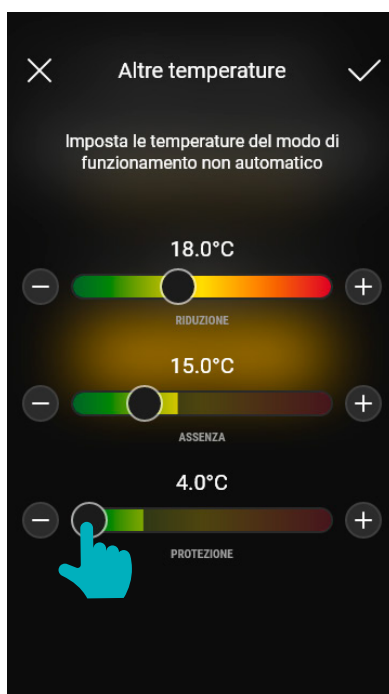 Altre temperature
Imposta le temperature del modo di
funzionamento non automatico
18.0°C
RIDUZIONE
15.0°C
ASSENZA
4.0°C
PROTEZIONE